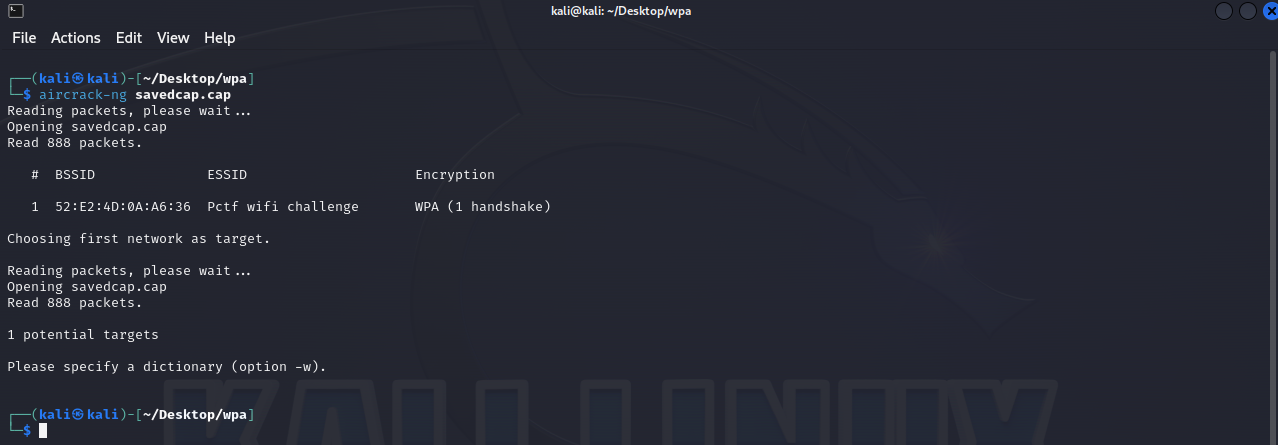 kali@kali: ~/Desktop/wpa
File Actions Edit View Help
┌──(kali㉿kali)-[~/Desktop/wpa]
└─$ aircrack-ng savedcap.cap
Reading packets, please wait...
Opening savedcap.cap
Read 888 packets.
# BSSID ESSID Encryption
1 52:E2:4D:0A:A6:36 Pctf wifi challenge WPA (1 handshake)
Choosing first network as target.
Reading packets, please wait...
Opening savedcap.cap
Read 888 packets.
1 potential targets
Please specify a dictionary (option -w).
┌──(kali㉿kali)-[~/Desktop/wpa]
└─$
KALI LINUX